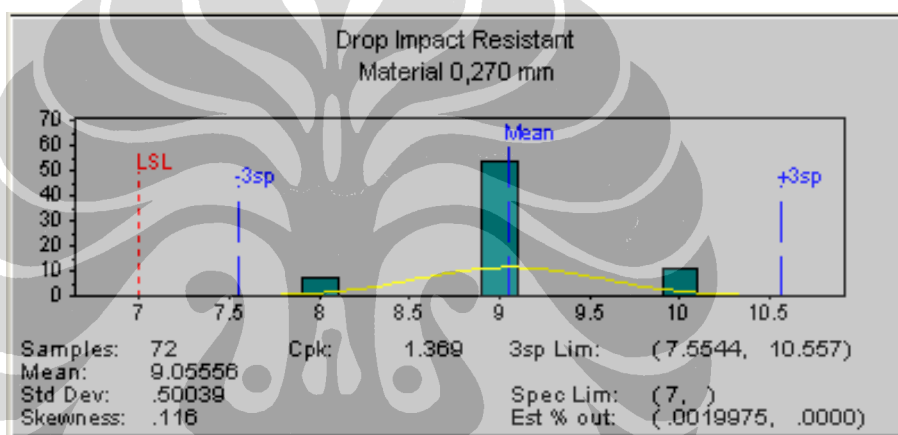 Drop Impact Resistant
Material 0,270 mm
70
60
50
40
30
20
10
0
LSL
-3sp
Mean
+3sp
7 7.5 8 8.5 9 9.5 10 10.5
Samples: 72 Cpk: 1.369 3sp Lim: (7.5544, 10.557)
Mean: 9.05556
Std Dev: .50039 Spec Lim: (7, )
Skewness: .116 Est % out: (.0019975, .0000)